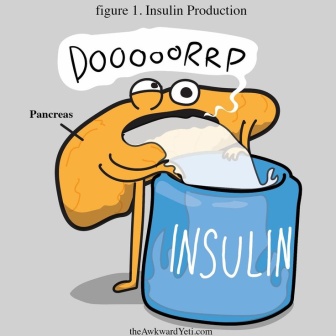 figure 1. Insulin Production
DOOOOORRP
Pancreas
INSULIN
theAwkwardYeti.com